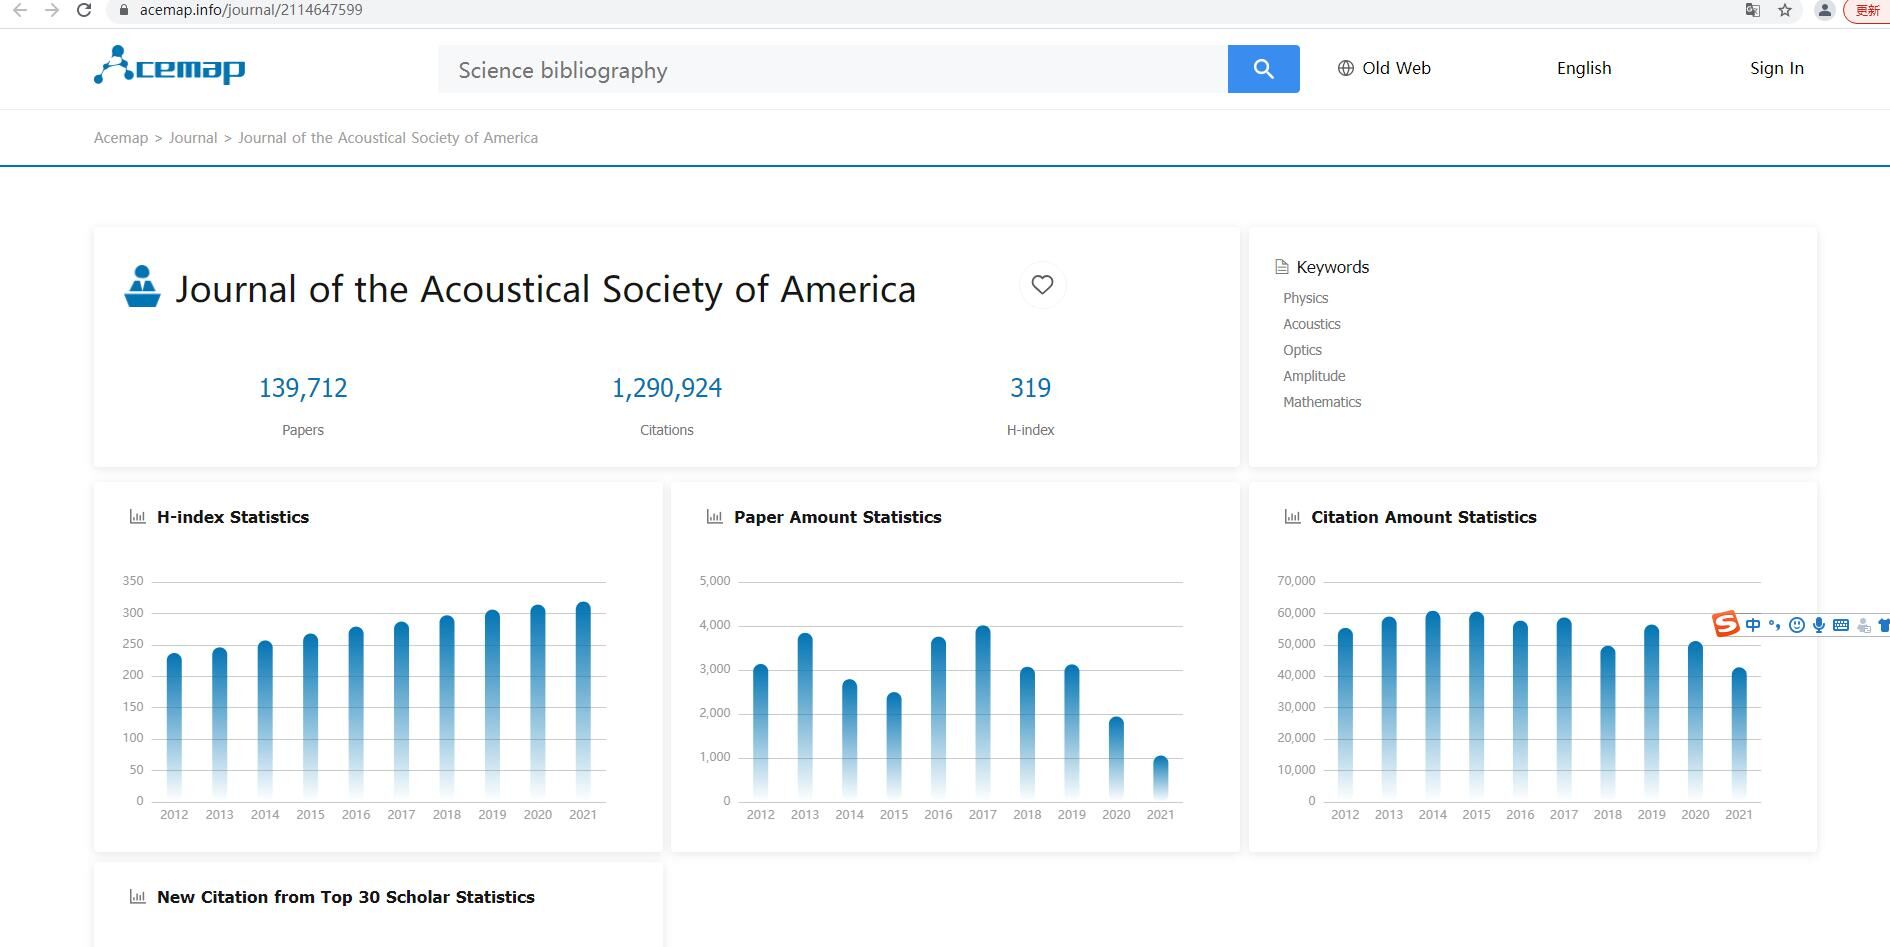 acemap.info/journal/2114647599
更新
Acemap
Science bibliography
Old Web
English
Sign In
Acemap > Journal > Journal of the Acoustical Society of America
Journal of the Acoustical Society of America
139,712
1,290,924
319
Papers
Citations
H-index
Keywords
Physics
Acoustics
Optics
Amplitude
Mathematics
H-index Statistics
350
300
250
200
150
100
50
0
2012 2013 2014 2015 2016 2017 2018 2019 2020 2021
Paper Amount Statistics
5,000
4,000
3,000
2,000
1,000
0
2012 2013 2014 2015 2016 2017 2018 2019 2020 2021
Citation Amount Statistics
70,000
60,000
50,000
40,000
30,000
20,000
10,000
0
2012 2013 2014 2015 2016 2017 2018 2019 2020 2021
S 中 °,
New Citation from Top 30 Scholar Statistics